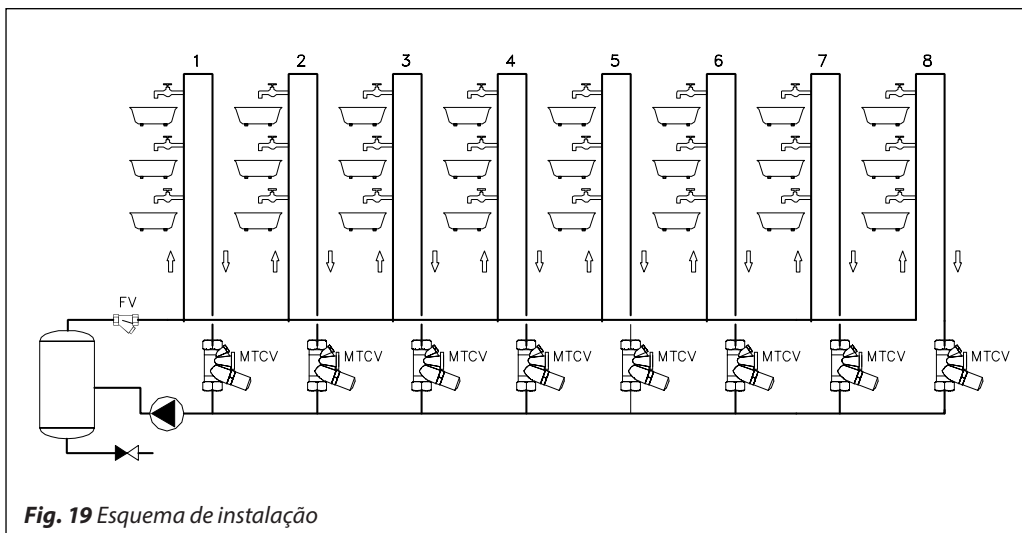 1 2 3 4 5 6 7 8
FV
MTCV MTCV MTCV MTCV MTCV MTCV MTCV MTCV
Fig. 19 Esquema de instalação